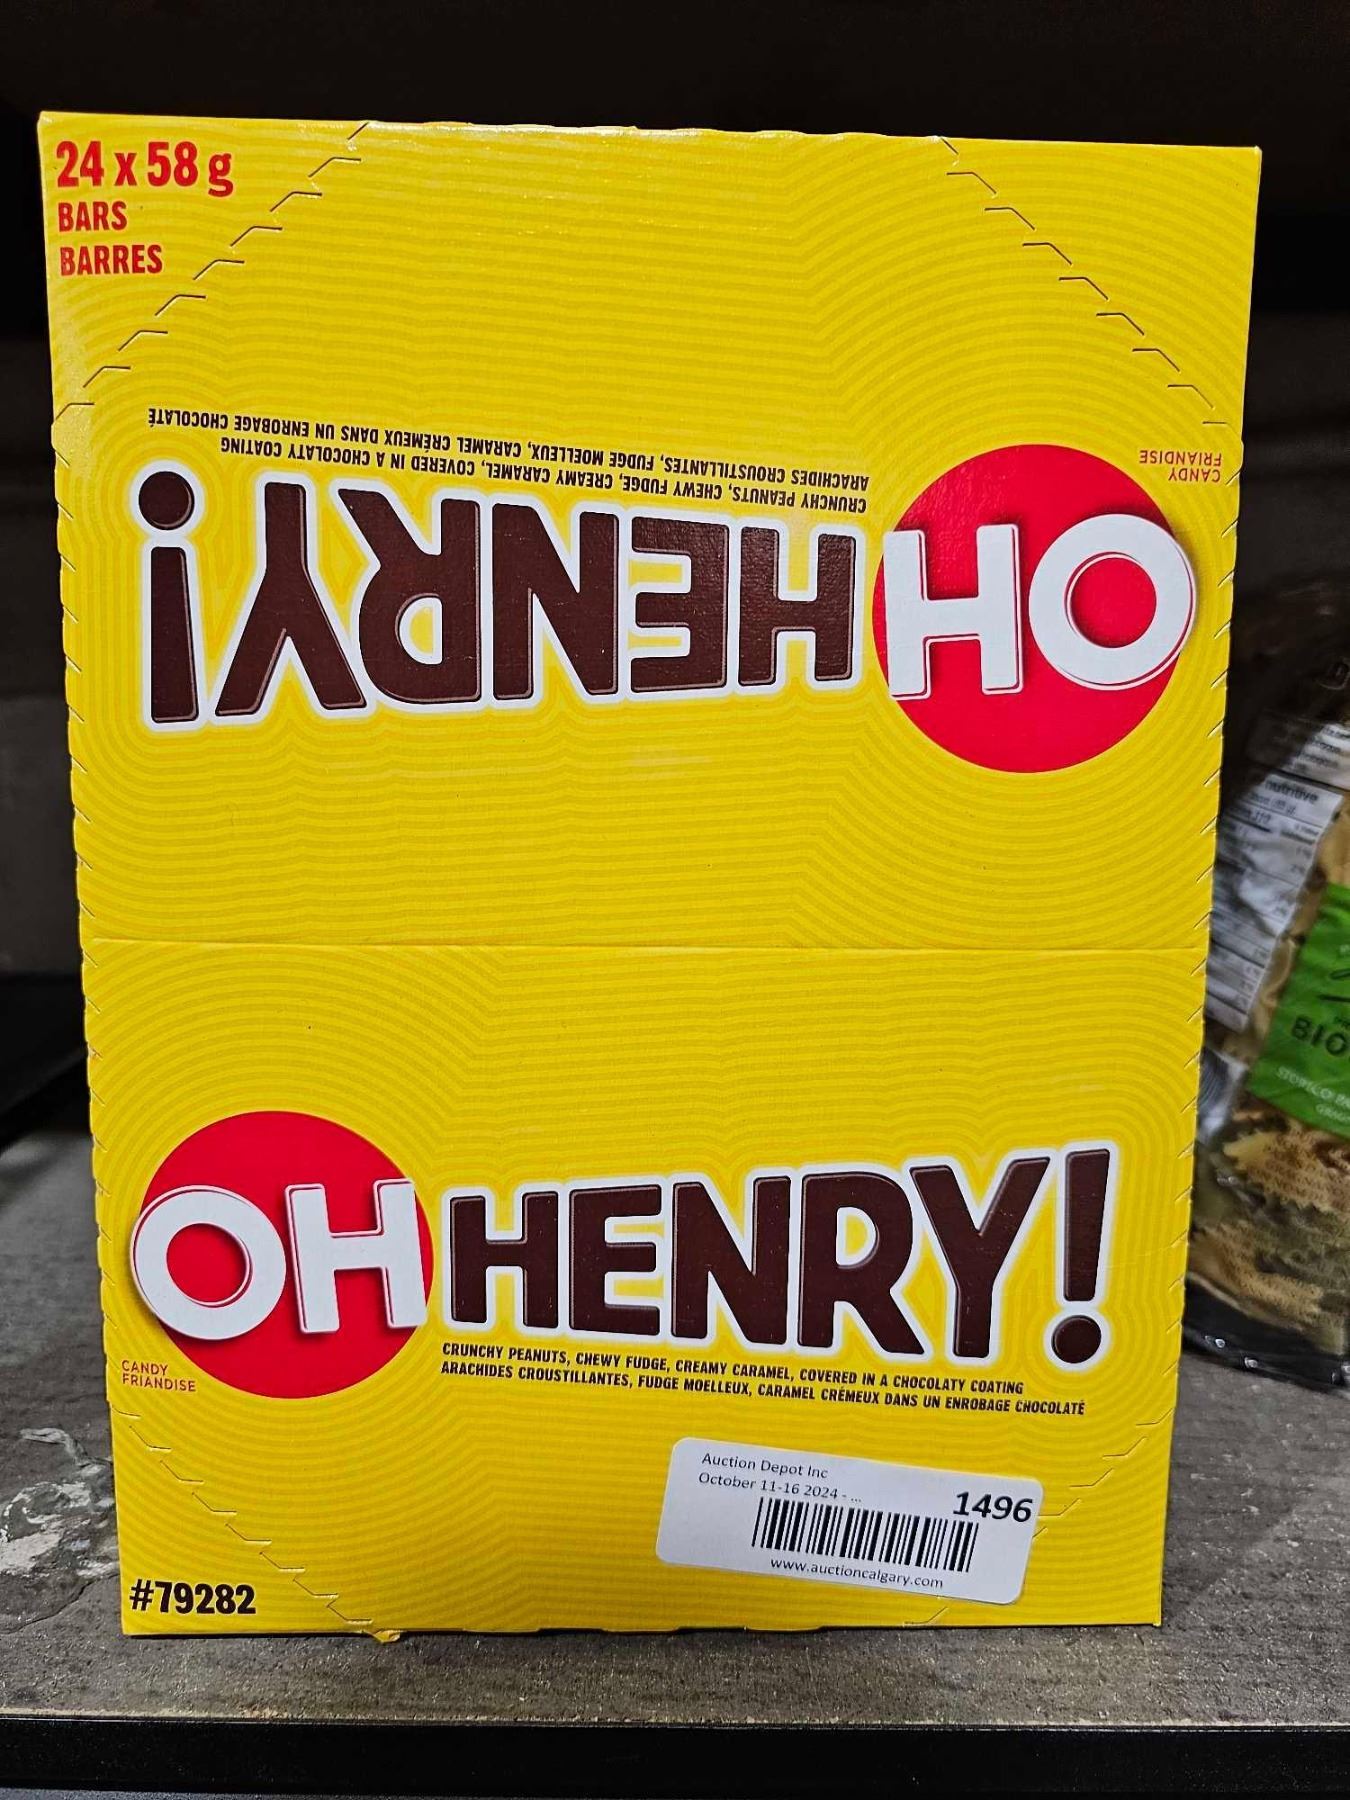 24 x 58 g
BARS
BARRES
CANDY
FRIANDISE
OH HENRY!
CRUNCHY PEANUTS, CHEWY FUDGE, CREAMY CARAMEL, COVERED IN A CHOCOLATY COATING
ARACHIDES CROUSTILLANTES, FUDGE MOELLEUX, CARAMEL CRÉMEUX DANS UN ENROBAGE CHOCOLATÉ
OH HENRY!
CANDY
FRIANDISE
CRUNCHY PEANUTS, CHEWY FUDGE, CREAMY CARAMEL, COVERED IN A CHOCOLATY COATING
ARACHIDES CROUSTILLANTES, FUDGE MOELLEUX, CARAMEL CRÉMEUX DANS UN ENROBAGE CHOCOLATÉ
Auction Depot Inc
October 11-16 2024 - ...
1496
www.auctioncalgary.com
#79282
nutritive
BIO